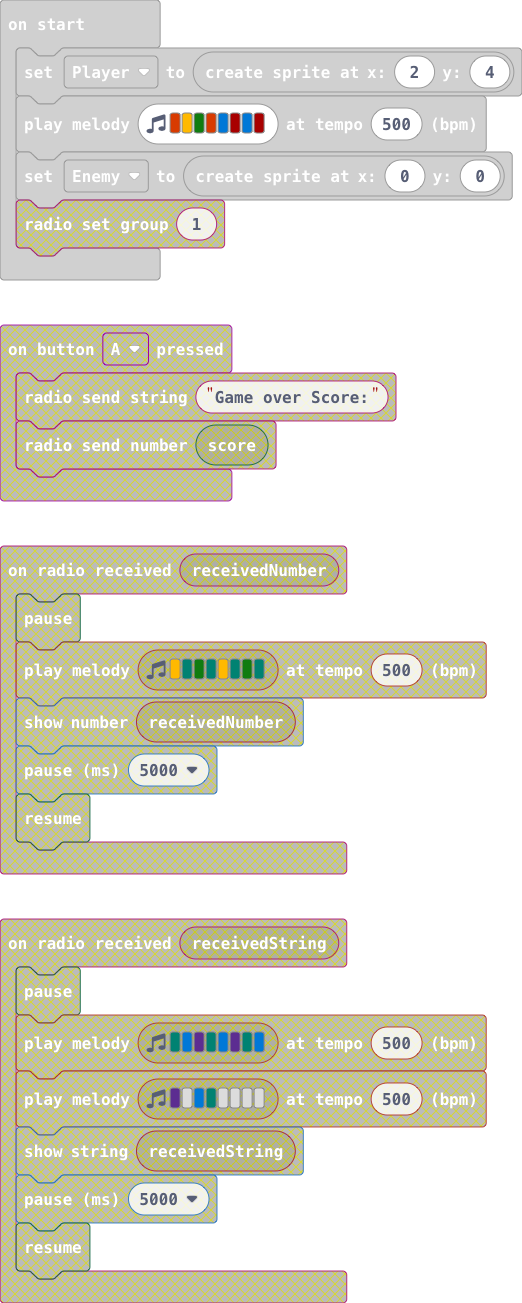 on start
set Player to create sprite at x: 2 y: 4
play melody at tempo 500 (bpm)
set Enemy to create sprite at x: 0 y: 0
radio set group 1
on button A pressed
radio send string "Game over Score:"
radio send number score
on radio received receivedNumber
pause
play melody at tempo 500 (bpm)
show number receivedNumber
pause (ms) 5000
resume
on radio received receivedString
pause
play melody at tempo 500 (bpm)
play melody at tempo 500 (bpm)
show string receivedString
pause (ms) 5000
resume